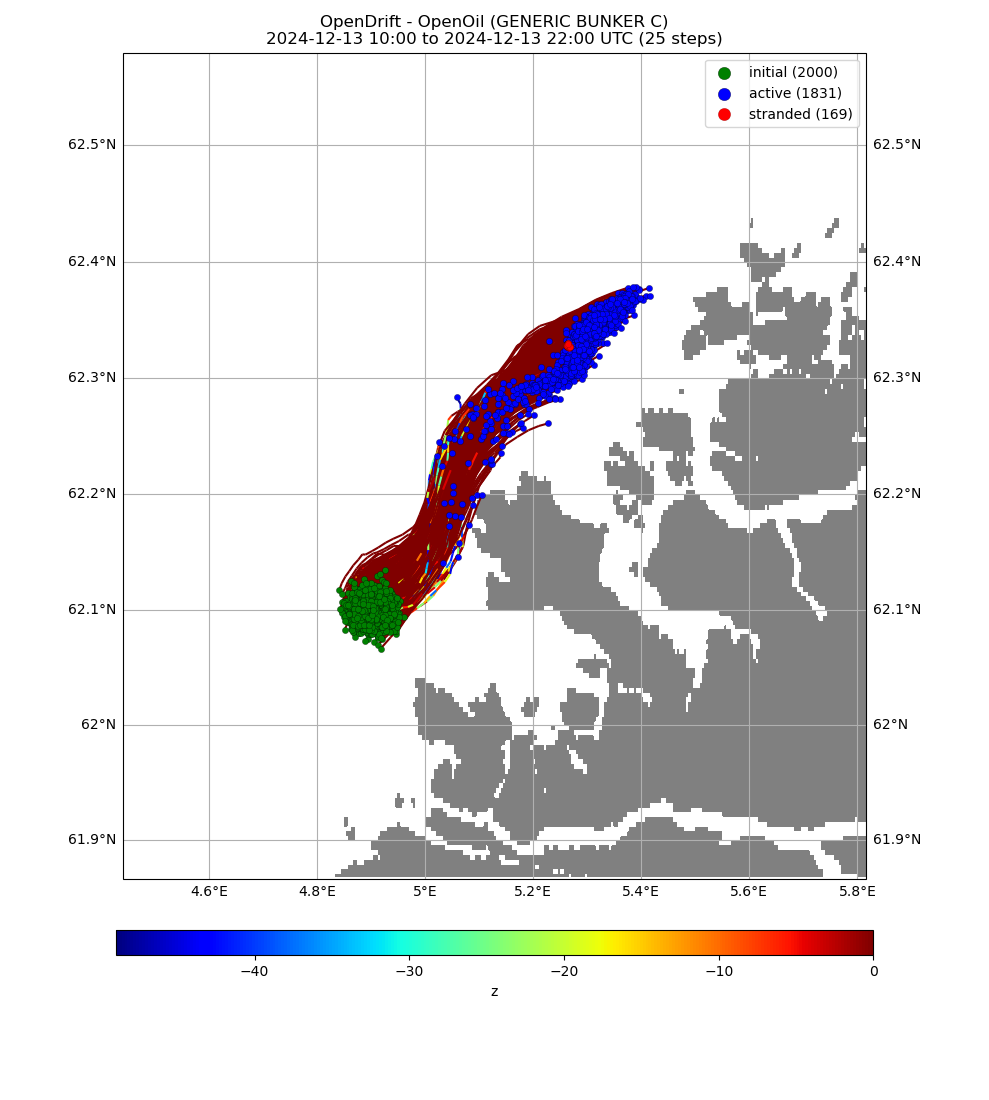 OpenDrift - OpenOil (GENERIC BUNKER C)
2024-12-13 10:00 to 2024-12-13 22:00 UTC (25 steps)
initial (2000)
active (1831)
stranded (169)
62.5°N 62.5°N
62.4°N 62.4°N
62.3°N 62.3°N
62.2°N 62.2°N
62.1°N 62.1°N
62°N 62°N
61.9°N 61.9°N
4.6°E 4.8°E 5°E 5.2°E 5.4°E 5.6°E 5.8°E
−40 −30 −20 −10 0
z